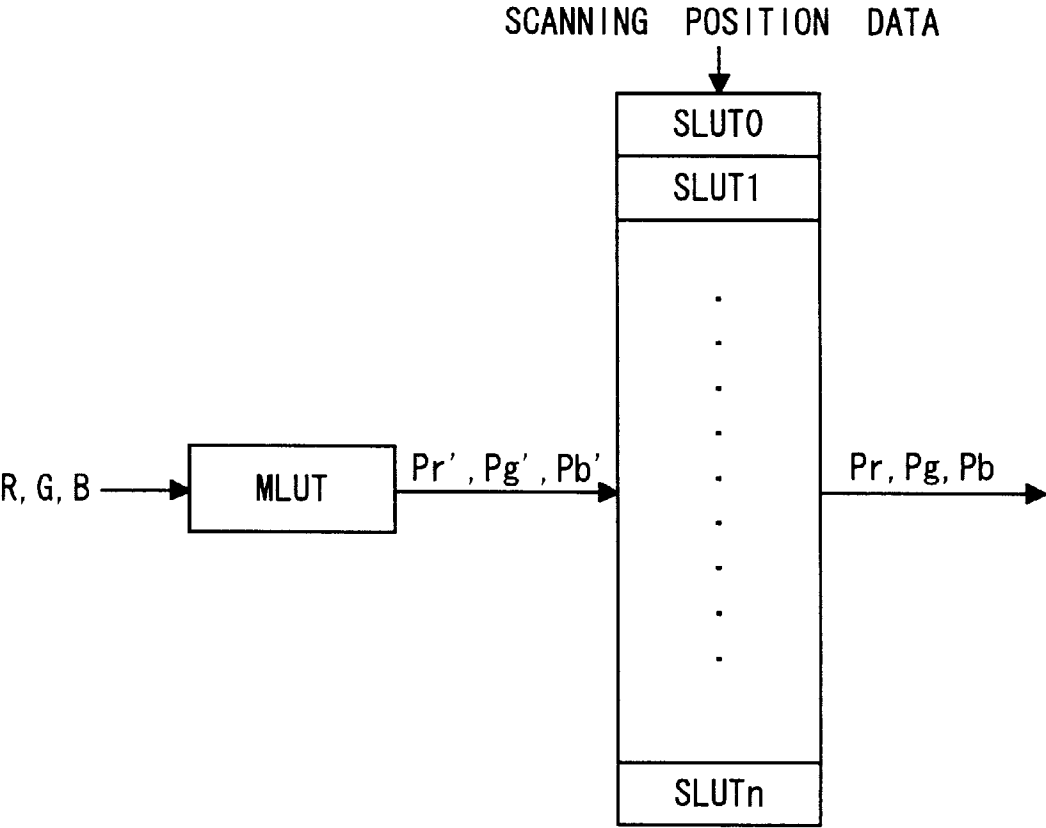 SCANNING POSITION DATA
SLUT0
SLUT1
R, G, B
MLUT
Pr', Pg', Pb'
Pr, Pg, Pb
SLUTn